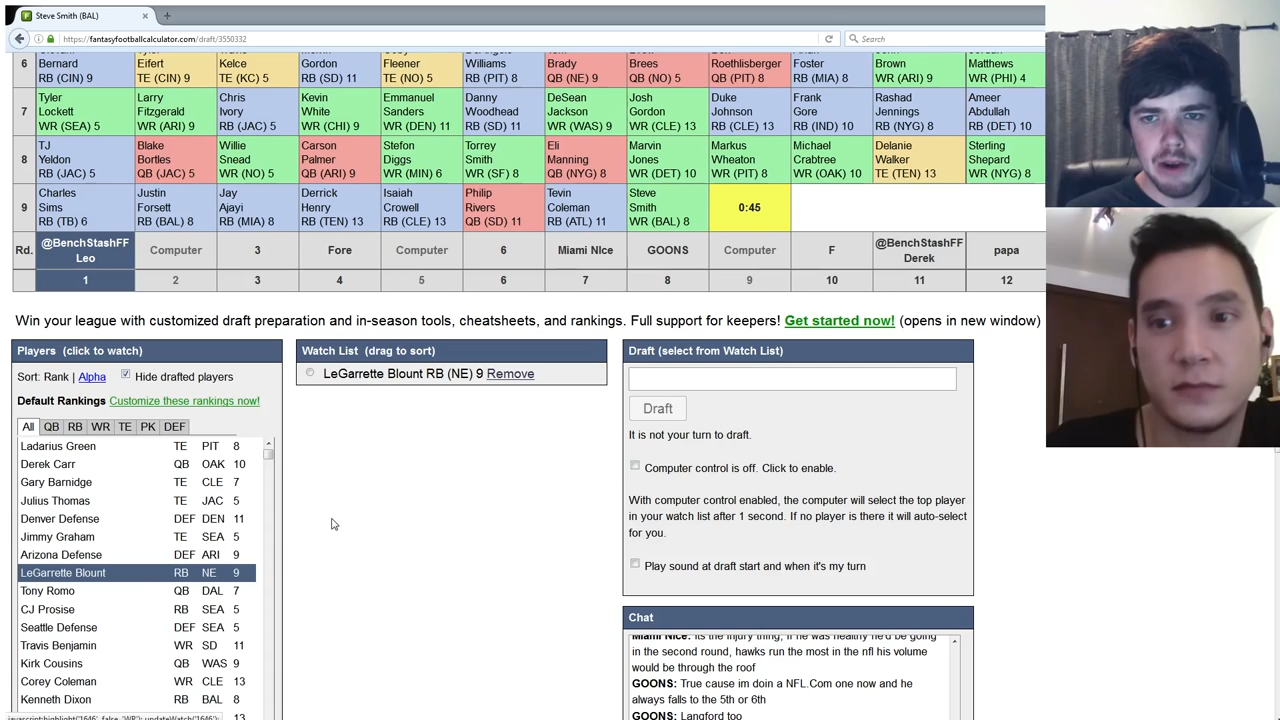 Steve Smith (BAL)
https://fantasyfootballcalculator.com/draft/3550332
Search
6 Bernard Eifert Kelce Gordon Fleener Williams Brady Brees Roethlisberger Foster Brown Matthews
RB (CIN) 9 TE (CIN) 9 TE (KC) 5 RB (SD) 11 TE (NO) 5 RB (PIT) 8 QB (NE) 9 QB (NO) 5 QB (PIT) 8 RB (MIA) 8 WR (ARI) 9 WR (PHI) 4
7 Tyler Larry Chris Kevin Emmanuel Danny DeSean Josh Duke Frank Rashad Ameer
Lockett Fitzgerald Ivory White Sanders Woodhead Jackson Gordon Johnson Gore Jennings Abdullah
WR (SEA) 5 WR (ARI) 9 RB (JAC) 5 WR (CHI) 9 WR (DEN) 11 RB (SD) 11 WR (WAS) 9 WR (CLE) 13 RB (CLE) 13 RB (IND) 10 RB (NYG) 8 RB (DET) 10
8 TJ Blake Willie Carson Stefon Torrey Eli Marvin Markus Michael Delanie Sterling
Yeldon Bortles Snead Palmer Diggs Smith Manning Jones Wheaton Crabtree Walker Shepard
RB (JAC) 5 QB (JAC) 5 WR (NO) 5 QB (ARI) 9 WR (MIN) 6 WR (SF) 8 QB (NYG) 8 WR (DET) 10 WR (PIT) 8 WR (OAK) 10 TE (TEN) 13 WR (NYG) 8
9 Charles Justin Jay Derrick Isaiah Philip Tevin Steve
Sims Forsett Ajayi Henry Crowell Rivers Coleman Smith 0:45
RB (TB) 6 RB (BAL) 8 RB (MIA) 8 RB (TEN) 13 RB (CLE) 13 QB (SD) 11 RB (ATL) 11 WR (BAL) 8
Rd. @BenchStashFF Leo Computer 3 Fore Computer 6 Miami NIce GOONS Computer F @BenchStashFF Derek papa
1 2 3 4 5 6 7 8 9 10 11 12
Win your league with customized draft preparation and in-season tools, cheatsheets, and rankings. Full support for keepers! Get started now! (opens in new window)
Players (click to watch)
Sort: Rank | Alpha Hide drafted players
Default Rankings Customize these rankings now!
All QB RB WR TE PK DEF
Ladarius Green TE PIT 8
Derek Carr QB OAK 10
Gary Barnidge TE CLE 7
Julius Thomas TE JAC 5
Denver Defense DEF DEN 11
Jimmy Graham TE SEA 5
Arizona Defense DEF ARI 9
LeGarrette Blount RB NE 9
Tony Romo QB DAL 7
CJ Prosise RB SEA 5
Seattle Defense DEF SEA 5
Travis Benjamin WR SD 11
Kirk Cousins QB WAS 9
Corey Coleman WR CLE 13
Kenneth Dixon RB BAL 8
13
javascript:highlight('1646', false, 'WR'); updateWatch('1646');
Watch List (drag to sort)
LeGarrette Blount RB (NE) 9 Remove
Draft (select from Watch List)
Draft
It is not your turn to draft.
Computer control is off. Click to enable.
With computer control enabled, the computer will select the top player
in your watch list after 1 second. If no player is there it will auto-select
for you.
Play sound at draft start and when it's my turn
Chat
Miami Nice: its the injury thing, if he was healthy he'd be going
in the second round, hawks run the most in the nfl his volume
would be through the roof
GOONS: True cause im doin a NFL.Com one now and he
always falls to the 5th or 6th
GOONS: Langford too